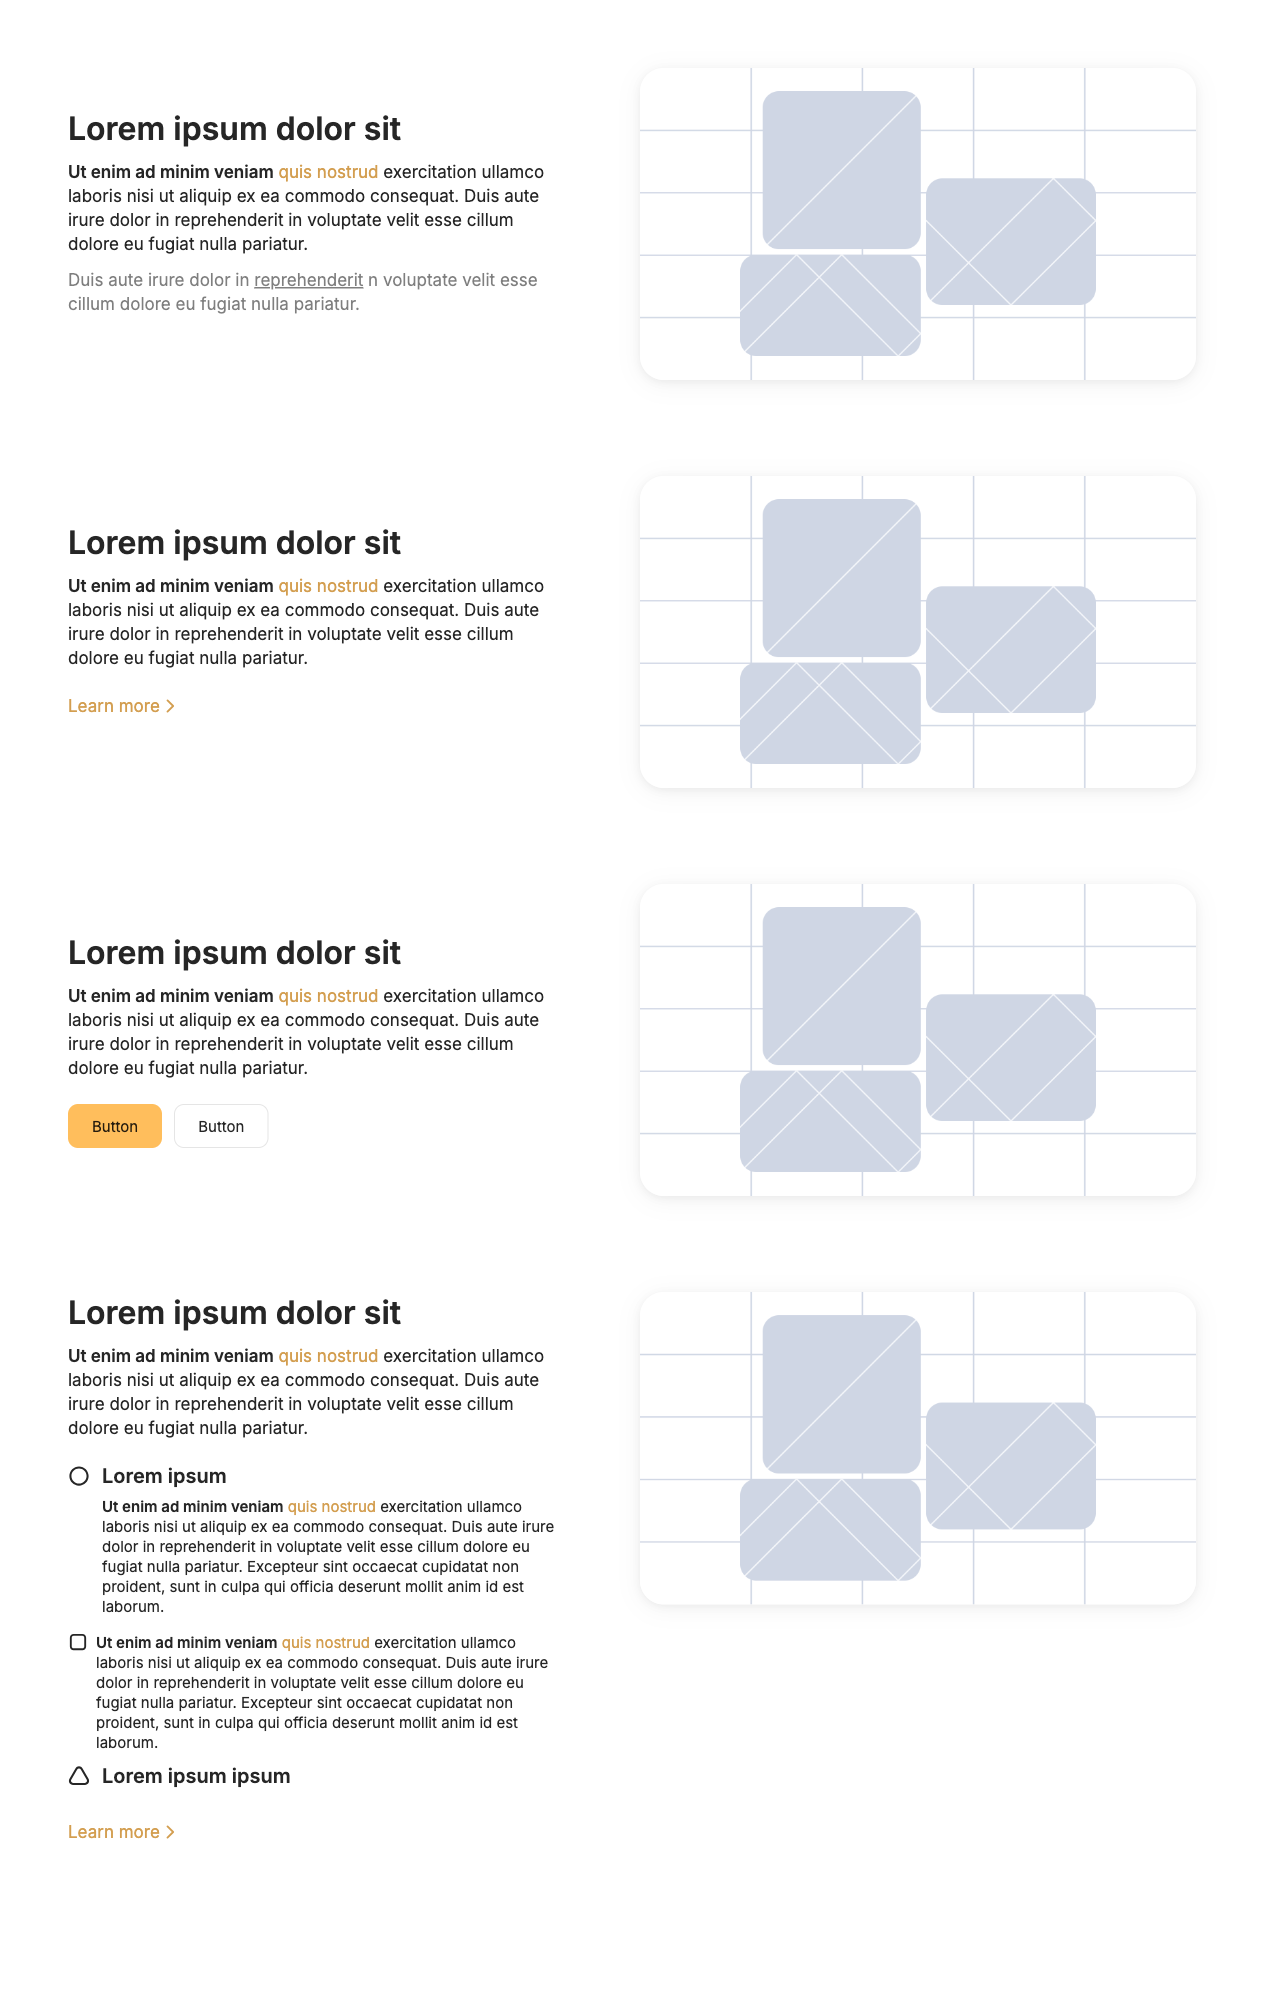 Lorem ipsum dolor sit
Ut enim ad minim veniam quis nostrud exercitation ullamco
laboris nisi ut aliquip ex ea commodo consequat. Duis aute
irure dolor in reprehenderit in voluptate velit esse cillum
dolore eu fugiat nulla pariatur.
Duis aute irure dolor in reprehenderit n voluptate velit esse
cillum dolore eu fugiat nulla pariatur.
Lorem ipsum dolor sit
Ut enim ad minim veniam quis nostrud exercitation ullamco
laboris nisi ut aliquip ex ea commodo consequat. Duis aute
irure dolor in reprehenderit in voluptate velit esse cillum
dolore eu fugiat nulla pariatur.
Learn more
Lorem ipsum dolor sit
Ut enim ad minim veniam quis nostrud exercitation ullamco
laboris nisi ut aliquip ex ea commodo consequat. Duis aute
irure dolor in reprehenderit in voluptate velit esse cillum
dolore eu fugiat nulla pariatur.
Button Button
Lorem ipsum dolor sit
Ut enim ad minim veniam quis nostrud exercitation ullamco
laboris nisi ut aliquip ex ea commodo consequat. Duis aute
irure dolor in reprehenderit in voluptate velit esse cillum
dolore eu fugiat nulla pariatur.
Lorem ipsum
Ut enim ad minim veniam quis nostrud exercitation ullamco
laboris nisi ut aliquip ex ea commodo consequat. Duis aute irure
dolor in reprehenderit in voluptate velit esse cillum dolore eu
fugiat nulla pariatur. Excepteur sint occaecat cupidatat non
proident, sunt in culpa qui officia deserunt mollit anim id est
laborum.
Ut enim ad minim veniam quis nostrud exercitation ullamco
laboris nisi ut aliquip ex ea commodo consequat. Duis aute irure
dolor in reprehenderit in voluptate velit esse cillum dolore eu
fugiat nulla pariatur. Excepteur sint occaecat cupidatat non
proident, sunt in culpa qui officia deserunt mollit anim id est
laborum.
Lorem ipsum ipsum
Learn more